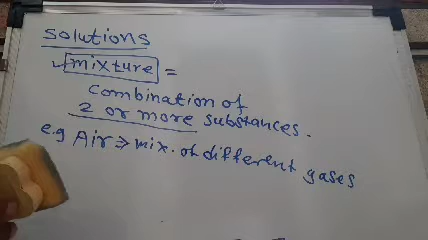 Solutions
mixture =
combination of
2 or more substances.
e.g Air ⇒ mix. of different gases